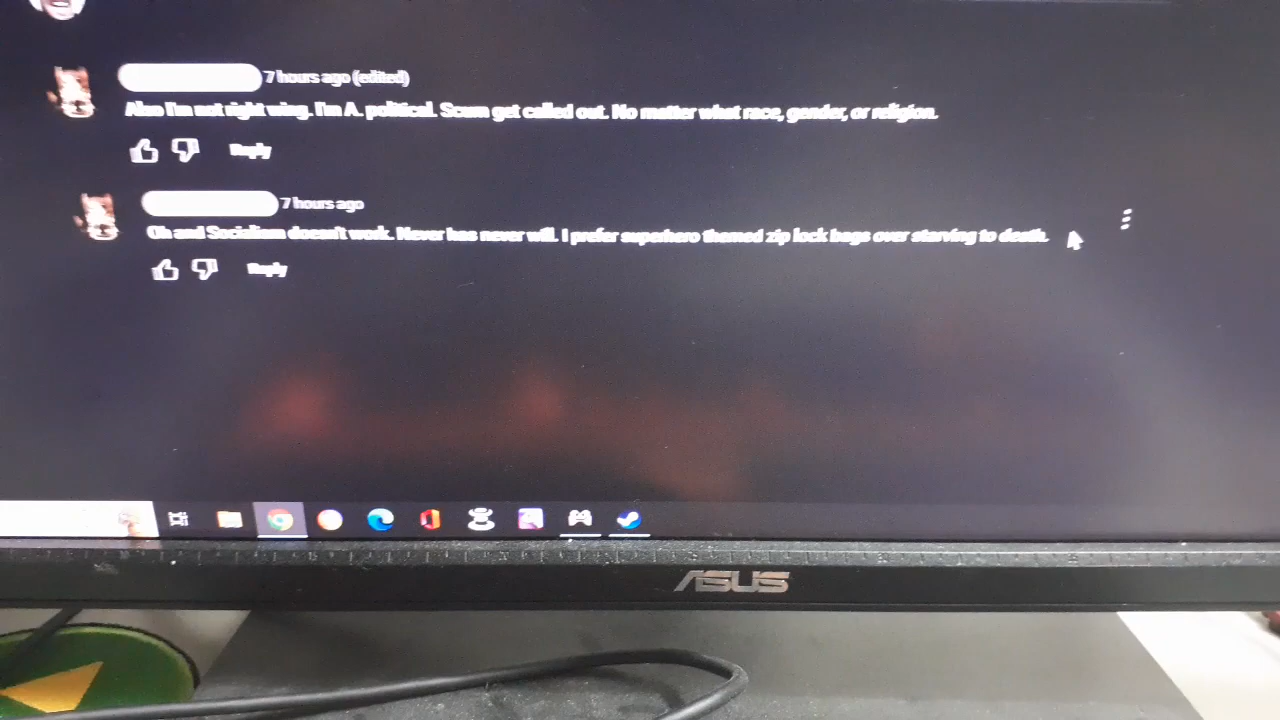 7 hours ago (edited)
Also I'm not right wing. I'm A. political. Scum get called out. No matter what race, gender, or religion.
Reply
7 hours ago
Oh and Socialism doesn't work. Never has never will. I prefer superhero themed zip lock bags over starving to death.
Reply
ASUS